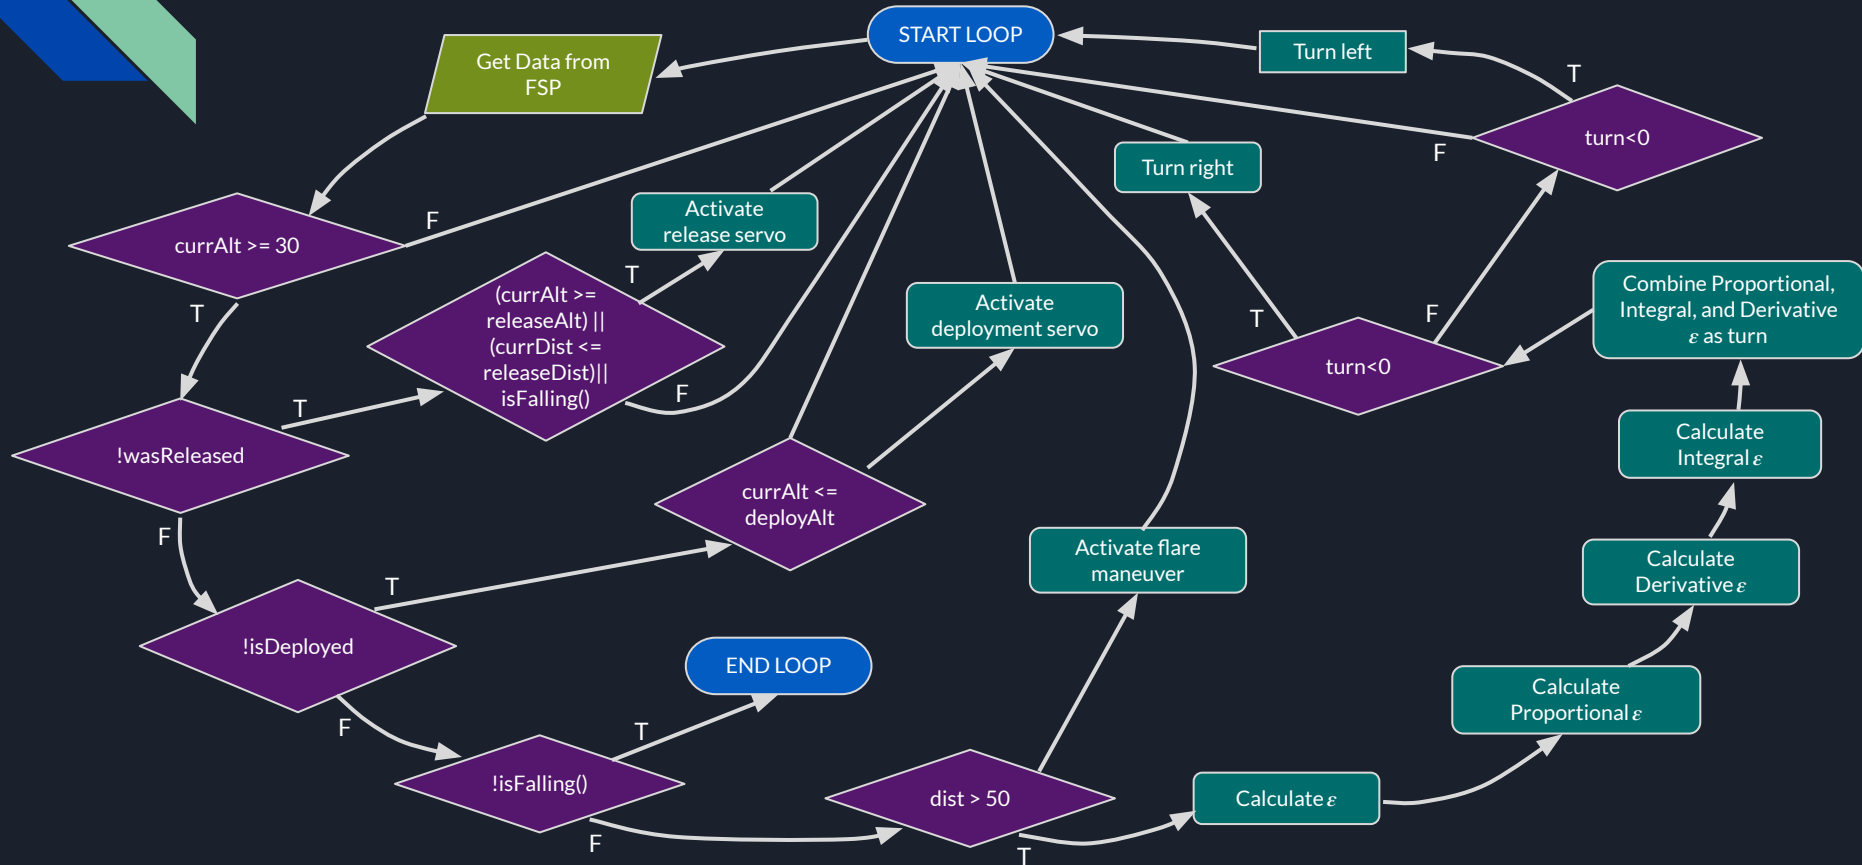 START LOOP
Get Data from
FSP
Turn left
T
turn<0
F
Turn right
currAlt >= 30
F
T
Activate
release servo
T
(currAlt >=
releaseAlt) ||
(currDist <=
releaseDist)||
isFalling()
F
Activate
deployment servo
Combine Proportional,
Integral, and Derivative
ε as turn
T
F
turn<0
!wasReleased
T
F
currAlt <=
deployAlt
Calculate
Integral ε
Activate flare
maneuver
Calculate
Derivative ε
T
!isDeployed
F
END LOOP
Calculate
Proportional ε
T
!isFalling()
F
dist > 50
T
Calculate ε